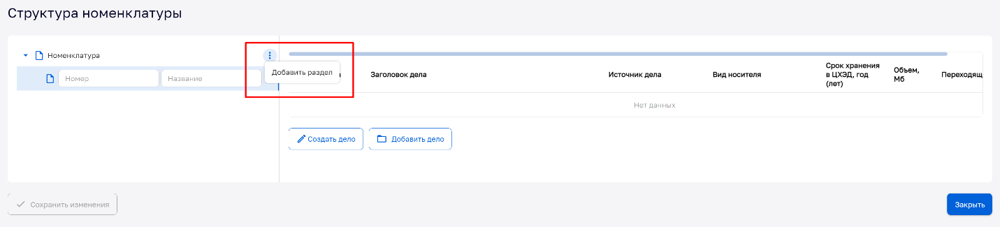 Структура номенклатуры
Номенклатура
Добавить раздел
Номер
Название
Заголовок дела
Источник дела
Вид носителя
Срок хранения
в ЦХЭД, год
(лет)
Объем,
Мб
Переходящ
Нет данных
Создать дело
Добавить дело
Сохранить изменения
Закрыть